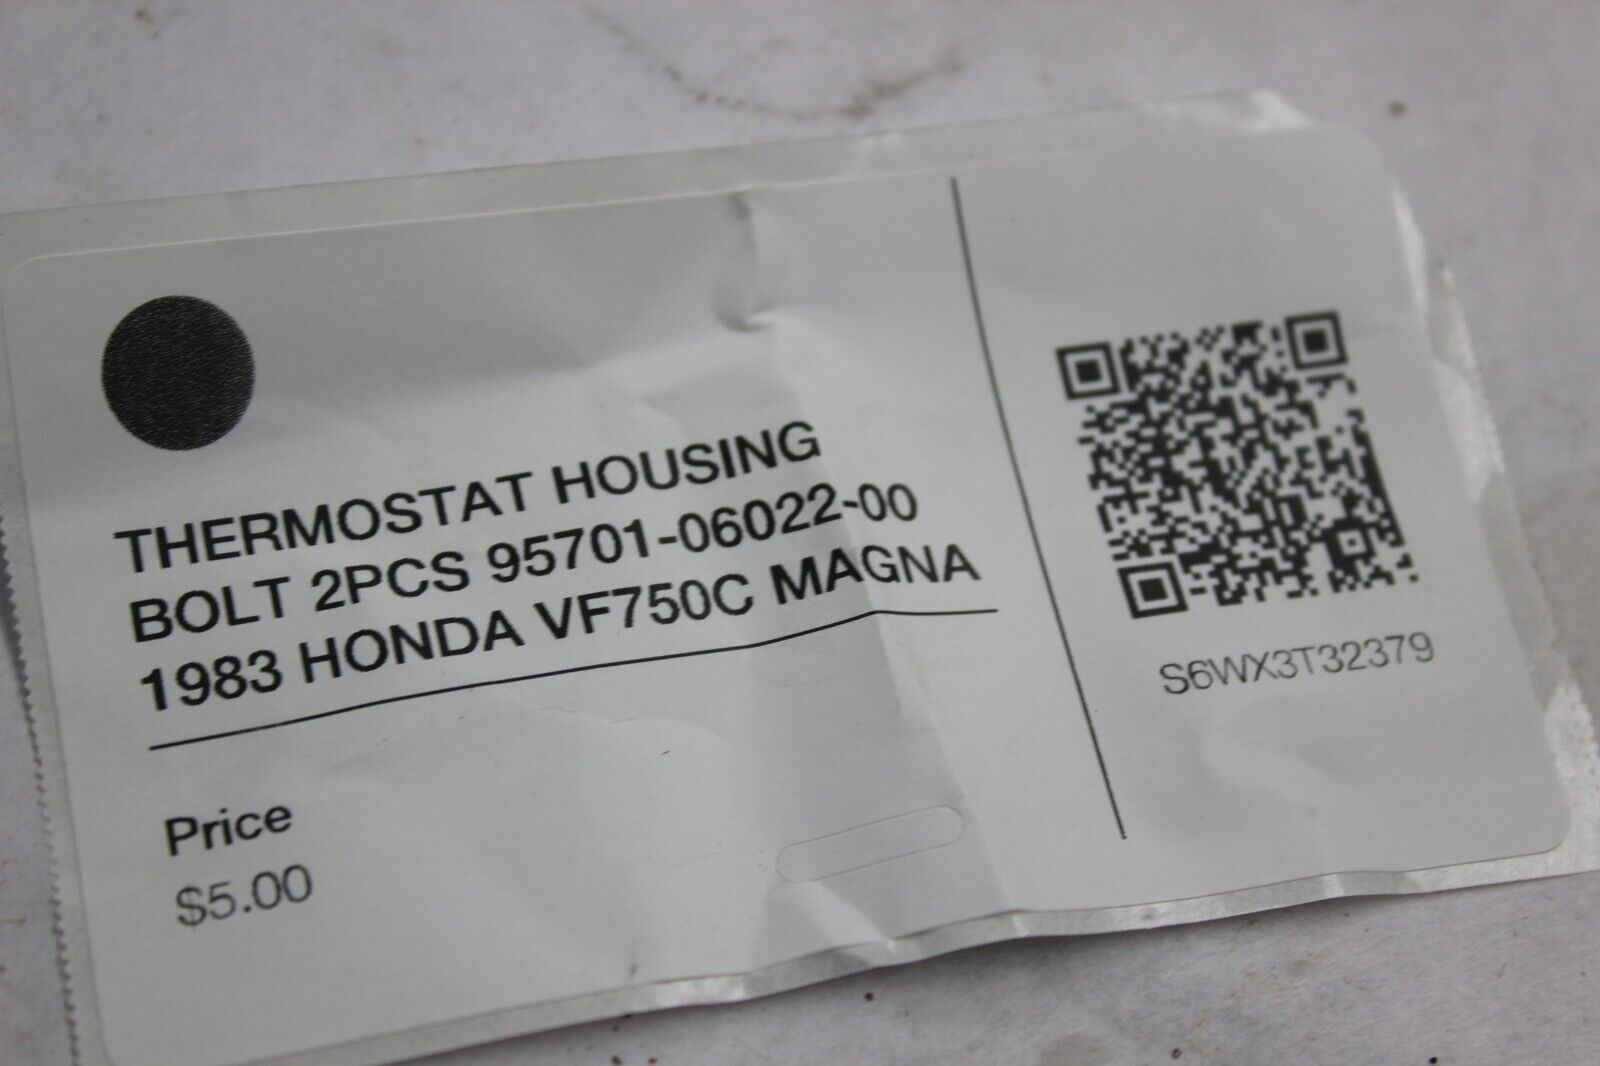 THERMOSTAT HOUSING
BOLT 2PCS 95701-06022-00
1983 HONDA VF750C MAGNA
Price
$5.00
S6WX3T32379